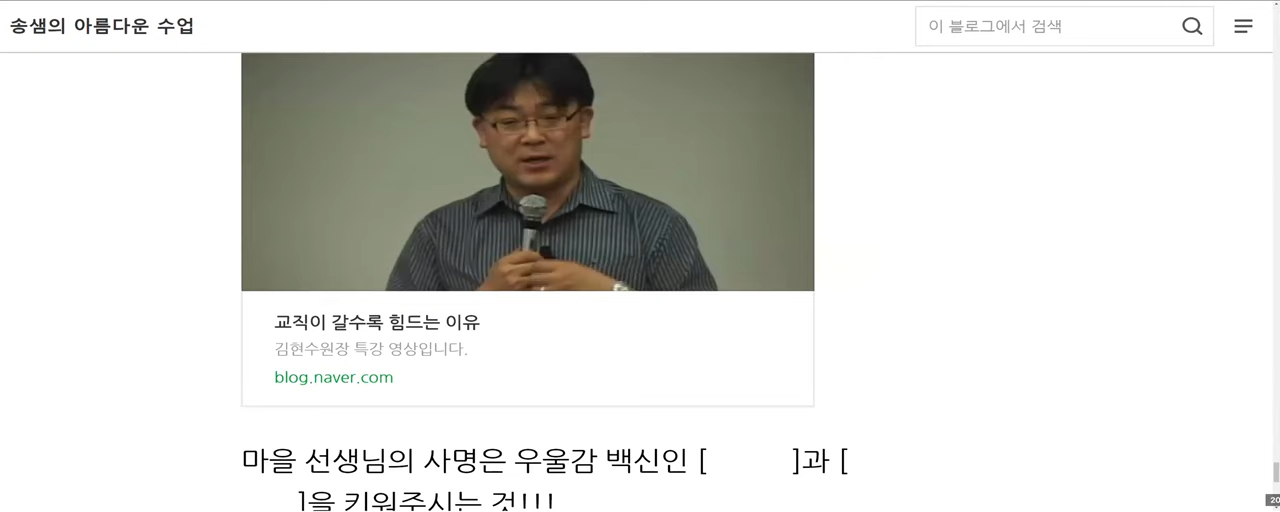 송샘의 아름다운 수업
이 블로그에서 검색
교직이 갈수록 힘드는 이유
김현수원장 특강 영상입니다.
blog.naver.com
마을 선생님의 사명은 우울감 백신인 [ ]과 [
]을 키워주시는 것!!!
20